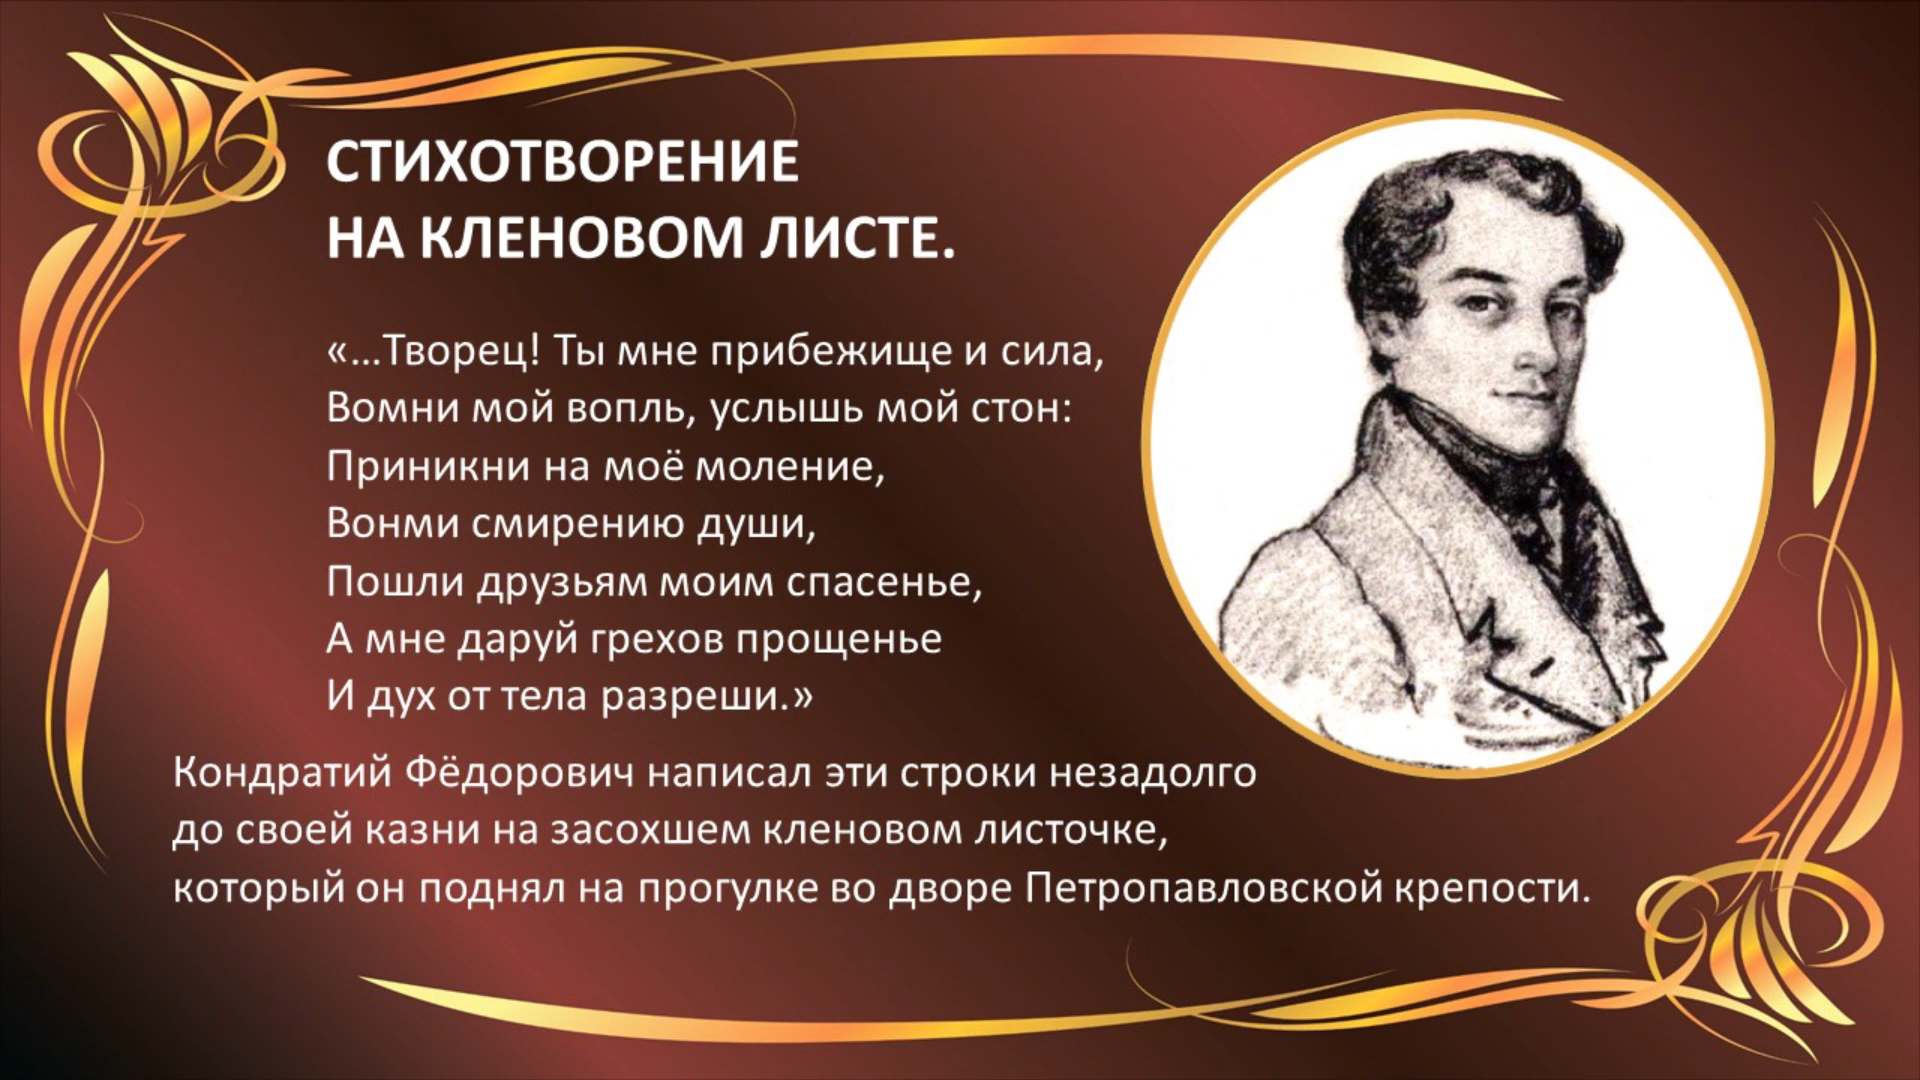 СТИХОТВОРЕНИЕ
НА КЛЕНОВОМ ЛИСТЕ.
«...Творец! Ты мне прибежище и сила,
Вомни мой вопль, услышь мой стон:
Приникни на моё моление,
Вонми смирению души,
Пошли друзьям моим спасенье,
А мне даруй грехов прощенье
И дух от тела разреши.»
Кондратий Фёдорович написал эти строки незадолго
до своей казни на засохшем кленовом листочке,
который он поднял на прогулке во дворе Петропавловской крепости.